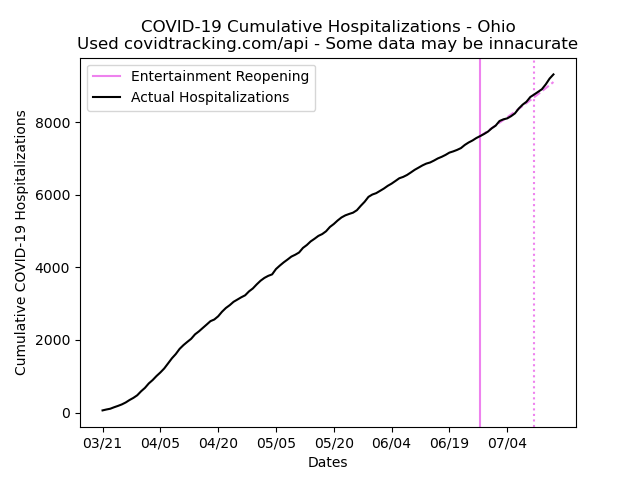 COVID-19 Cumulative Hospitalizations - Ohio
Used covidtracking.com/api - Some data may be innacurate
Entertainment Reopening
Actual Hospitalizations
Cumulative COVID-19 Hospitalizations
8000
6000
4000
2000
0
03/21 04/05 04/20 05/05 05/20 06/04 06/19 07/04
Dates